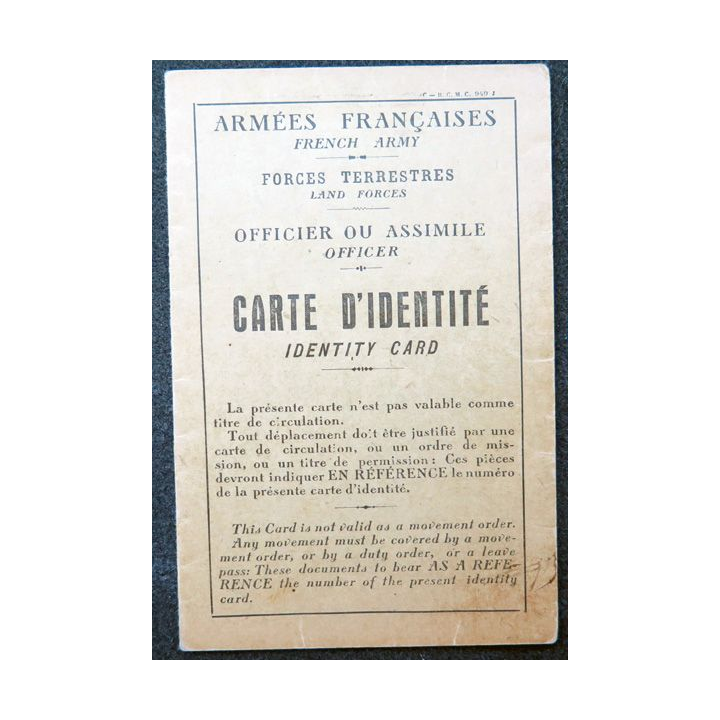 ARMÉES FRANÇAISES
FRENCH ARMY
FORCES TERRESTRES
LAND FORCES
OFFICIER OU ASSIMILE
OFFICER
CARTE D'IDENTITÉ
IDENTITY CARD
La présente carte n'est pas valable comme
titre de circulation.
Tout déplacement doit être justifié par une
carte de circulation, ou un ordre de mis-
sion, ou un titre de permission : Ces pièces
devront indiquer EN RÉFÉRENCE le numéro
de la présente carte d'identité.
This Card is not valid as a movement order.
Any movement must be covered by a move-
ment order, or by a duty order, or a leave
pass: These documents to bear AS A REFE-
RENCE the number of the present identity
card.